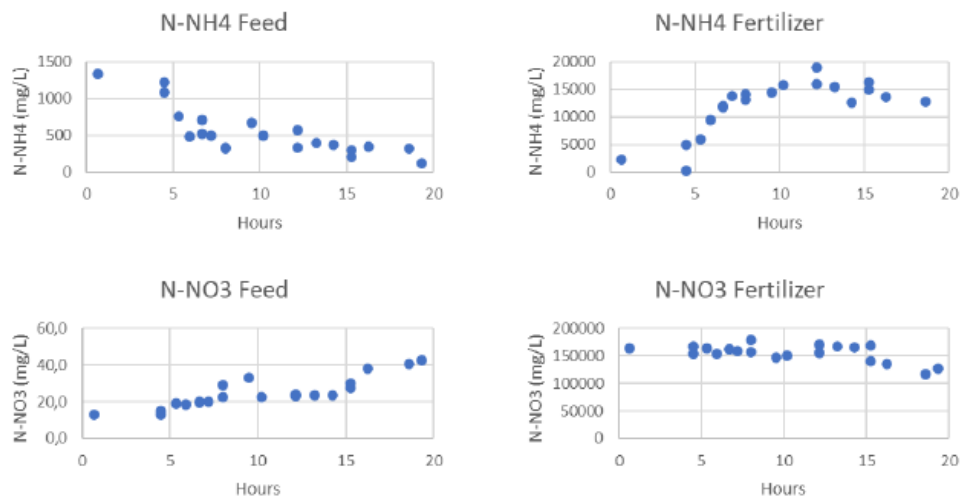 N-NH4 Feed
N-NH4 (mg/L)
1500
1000
500
0
0 5 10 15 20
Hours
N-NH4 Fertilizer
N-NH4 (mg/L)
20000
15000
10000
5000
0
0 5 10 15 20
Hours
N-NO3 Feed
N-NO3 (mg/L)
60,0
40,0
20,0
0,0
0 5 10 15 20
Hours
N-NO3 Fertilizer
N-NO3 (mg/L)
200000
150000
100000
50000
0
0 5 10 15 20
Hours